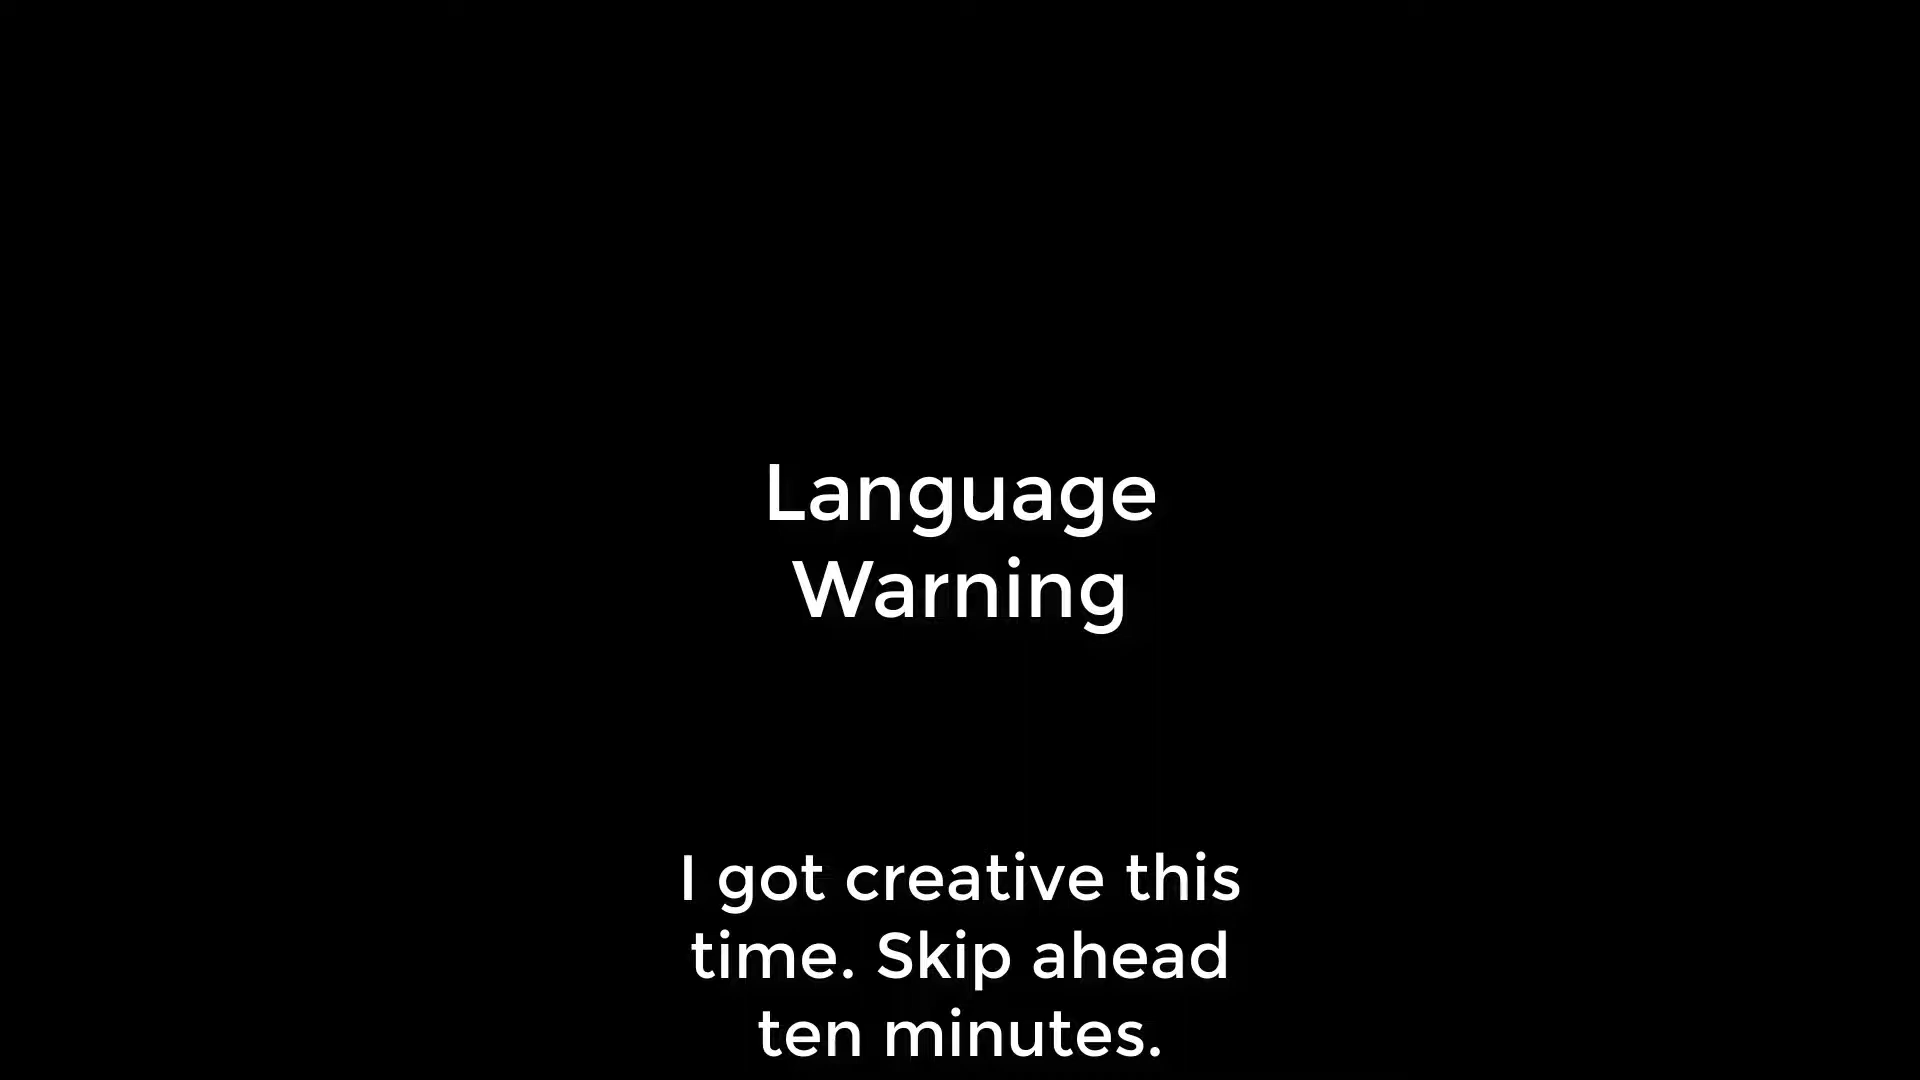 Language
Warning
I got creative this
time. Skip ahead
ten minutes.